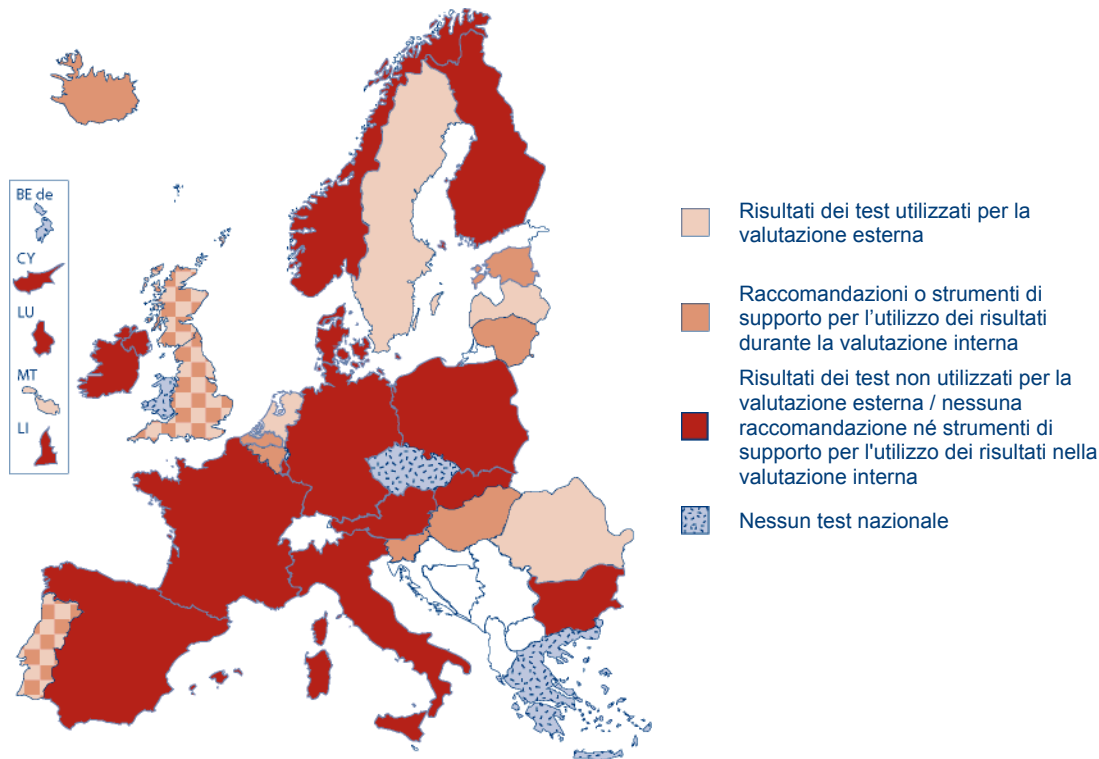 BE de
CY
LU
MT
LI
Risultati dei test utilizzati per la
valutazione esterna
Raccomandazioni o strumenti di
supporto per l’utilizzo dei risultati
durante la valutazione interna
Risultati dei test non utilizzati per la
valutazione esterna / nessuna
raccomandazione né strumenti di
supporto per l'utilizzo dei risultati nella
valutazione interna
Nessun test nazionale